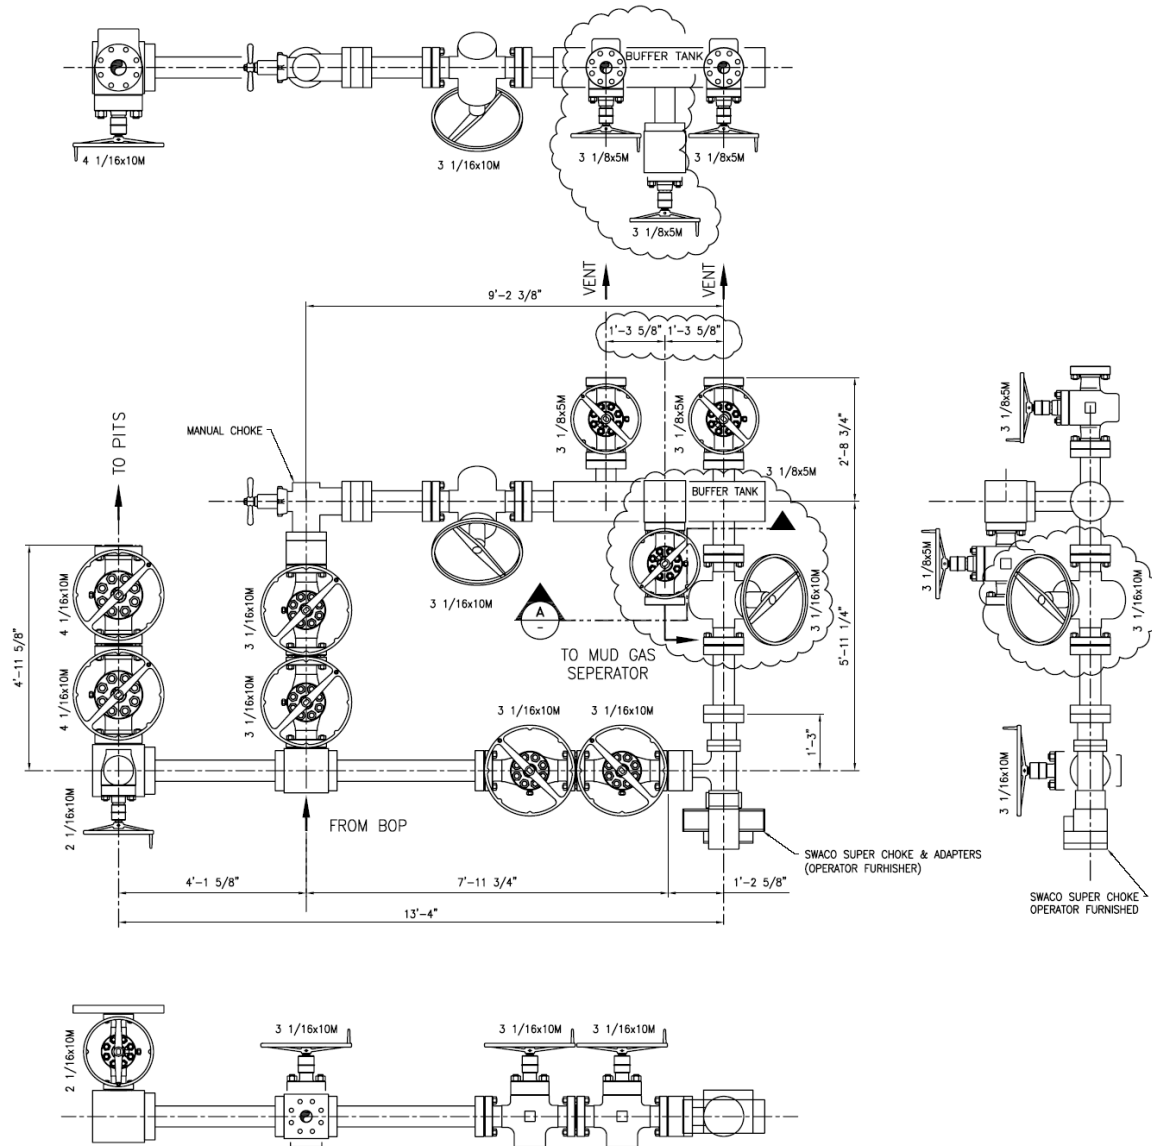 BUFFER TANK
4 1/16x10M
3 1/16x10M
3 1/8x5M
3 1/8x5M
3 1/8x5M
VENT
VENT
9'-2 3/8"
1'-3 5/8"
1'-3 5/8"
TO PITS
MANUAL CHOKE
3 1/8x5M
3 1/8x5M
2'-8 3/4"
3 1/8x5M
BUFFER TANK
3 1/8x5M
3 1/8x5M
4'-11 5/8"
4 1/16x10M
4 1/16x10M
3 1/16x10M
3 1/16x10M
3 1/16x10M
A
-
3 1/16x10M
5'-11 1/4"
3 1/16x10M
TO MUD GAS
SEPERATOR
3 1/16x10M
3 1/16x10M
1'-3"
3 1/16x10M
2 1/16x10M
FROM BOP
SWACO SUPER CHOKE & ADAPTERS
(OPERATOR FURHISHER)
4'-1 5/8"
7'-11 3/4"
1'-2 5/8"
13'-4"
SWACO SUPER CHOKE
OPERATOR FURNISHED
2 1/16x10M
3 1/16x10M
3 1/16x10M
3 1/16x10M